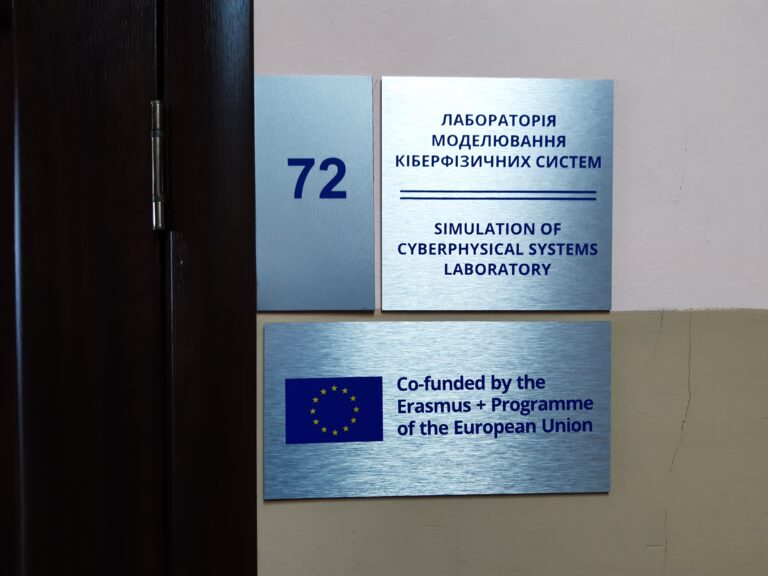 72
ЛАБОРАТОРІЯ
МОДЕЛЮВАННЯ
КІБЕРФІЗИЧНИХ СИСТЕМ
SIMULATION OF
CYBERPHYSICAL SYSTEMS
LABORATORY
Co-funded by the
Erasmus + Programme
of the European Union